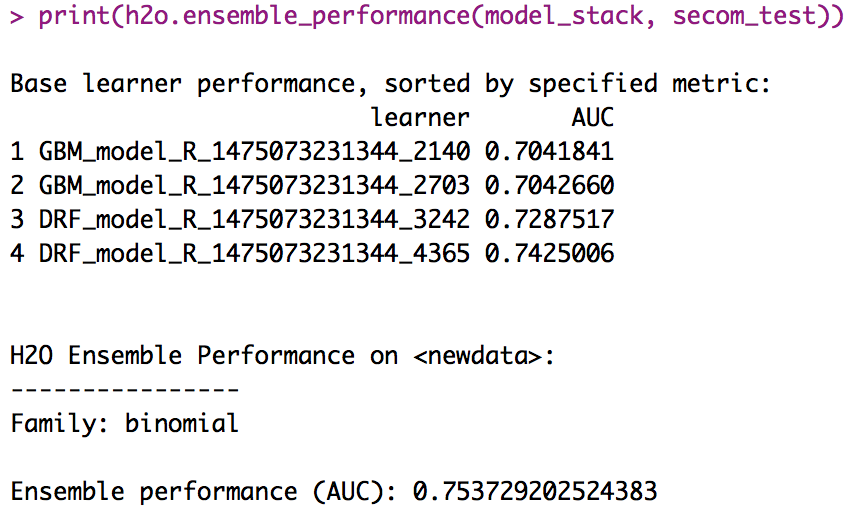 > print(h2o.ensemble_performance(model_stack, secom_test))
Base learner performance, sorted by specified metric:
learner AUC
1 GBM_model_R_1475073231344_2140 0.7041841
2 GBM_model_R_1475073231344_2703 0.7042660
3 DRF_model_R_1475073231344_3242 0.7287517
4 DRF_model_R_1475073231344_4365 0.7425006
H2O Ensemble Performance on <newdata>:
----------------
Family: binomial
Ensemble performance (AUC): 0.753729202524383